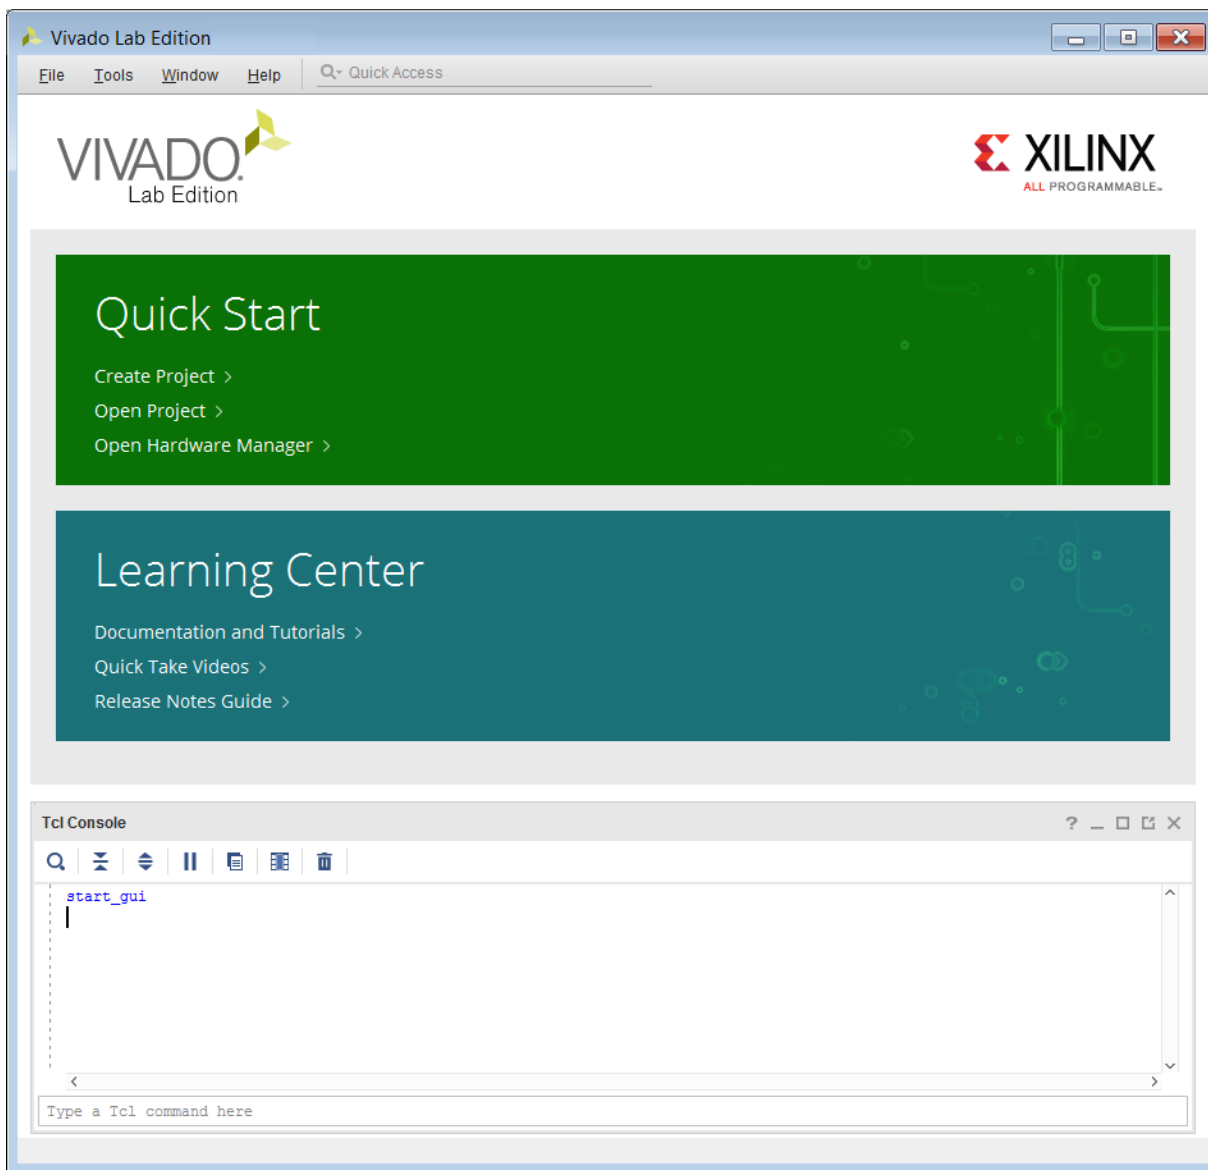 Vivado Lab Edition
File Tools Window Help Quick Access
VIVADO.
Lab Edition
XILINX
ALL PROGRAMMABLE™
Quick Start
Create Project >
Open Project >
Open Hardware Manager >
Learning Center
Documentation and Tutorials >
Quick Take Videos >
Release Notes Guide >
Tcl Console
start_gui
Type a Tcl command here